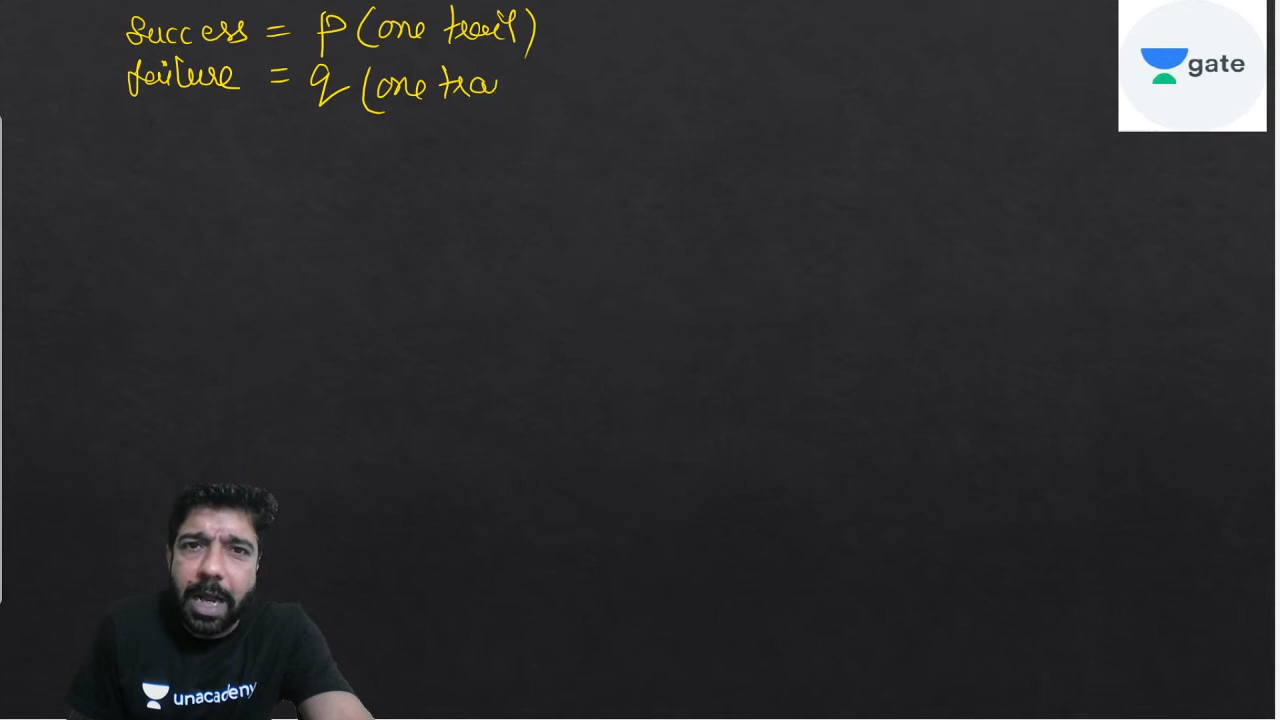 success = p (one trail)
failure = q (one tra
gate
unacademy